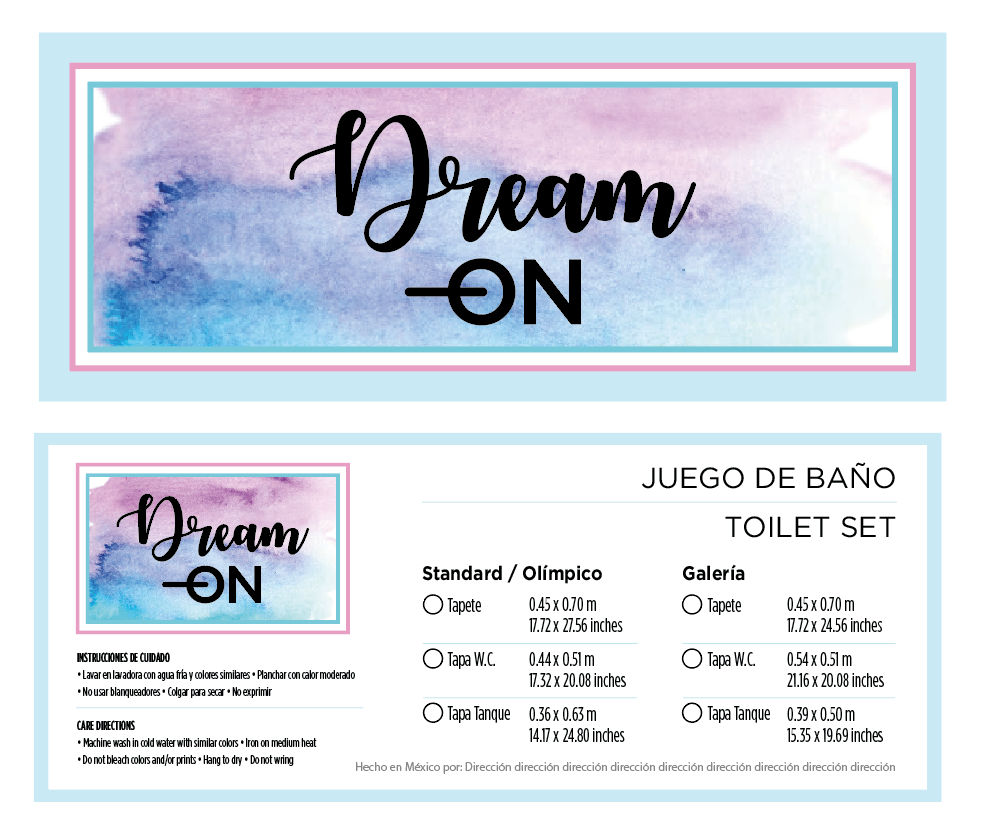 Dream
ON
Dream
ON
INSTRUCCIONES DE CUIDADO
• Lavar en lavadora con agua fría y colores similares • Planchar con calor moderado
• No usar blanqueadores • Colgar para secar • No exprimir
CARE DIRECTIONS
• Machine wash in cold water with similar colors • Iron on medium heat
• Do not bleach colors and/or prints • Hang to dry • Do not wring
JUEGO DE BAÑO
TOILET SET
Standard / Olímpico
Tapete 0.45 x 0.70 m
17.72 x 27.56 inches
Tapa W.C. 0.44 x 0.51 m
17.32 x 20.08 inches
Tapa Tanque 0.36 x 0.63 m
14.17 x 24.80 inches
Galería
Tapete 0.45 x 0.70 m
17.72 x 24.56 inches
Tapa W.C. 0.54 x 0.51 m
21.16 x 20.08 inches
Tapa Tanque 0.39 x 0.50 m
15.35 x 19.69 inches
Hecho en México por: Dirección dirección dirección dirección dirección dirección dirección dirección dirección